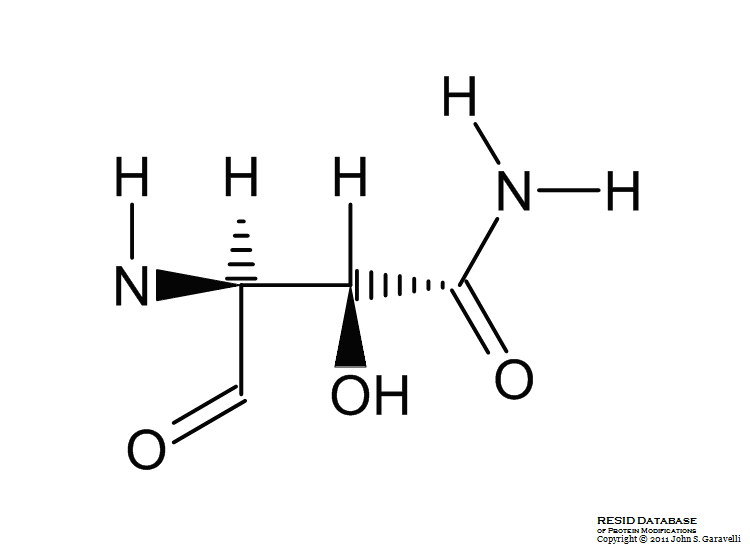 H
H H H
N H
N
OH O
O
RESID DATABASE
OF PROTEIN MODIFICATIONS
Copyright © 2011 John S. Garavelli